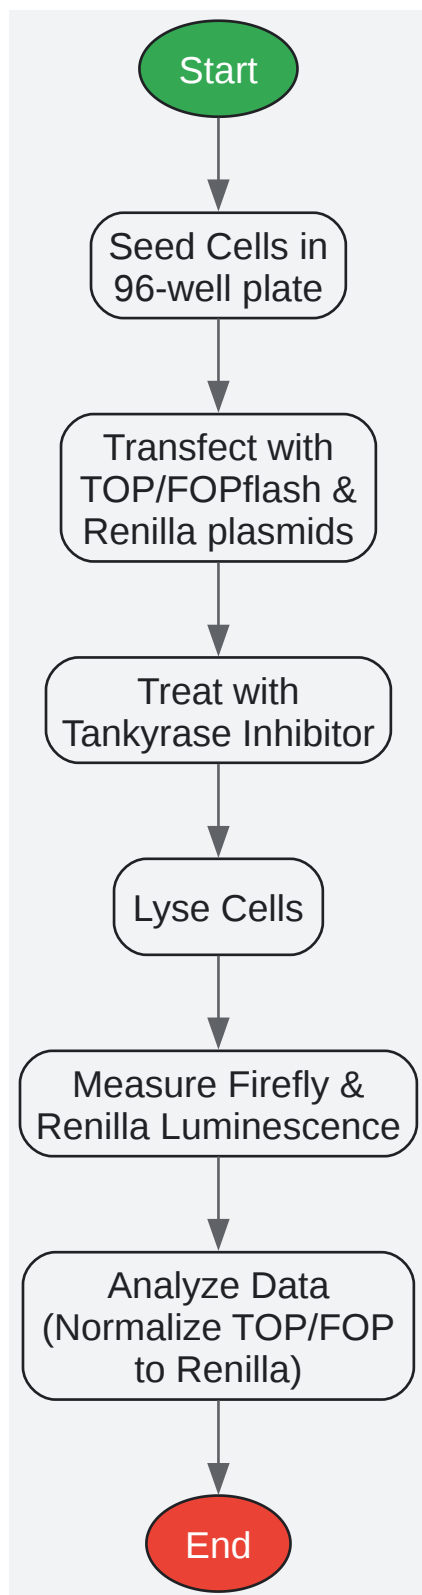 Start
Seed Cells in
96-well plate
Transfect with
TOP/FOPflash &
Renilla plasmids
Treat with
Tankyrase Inhibitor
Lyse Cells
Measure Firefly &
Renilla Luminescence
Analyze Data
(Normalize TOP/FOP
to Renilla)
End